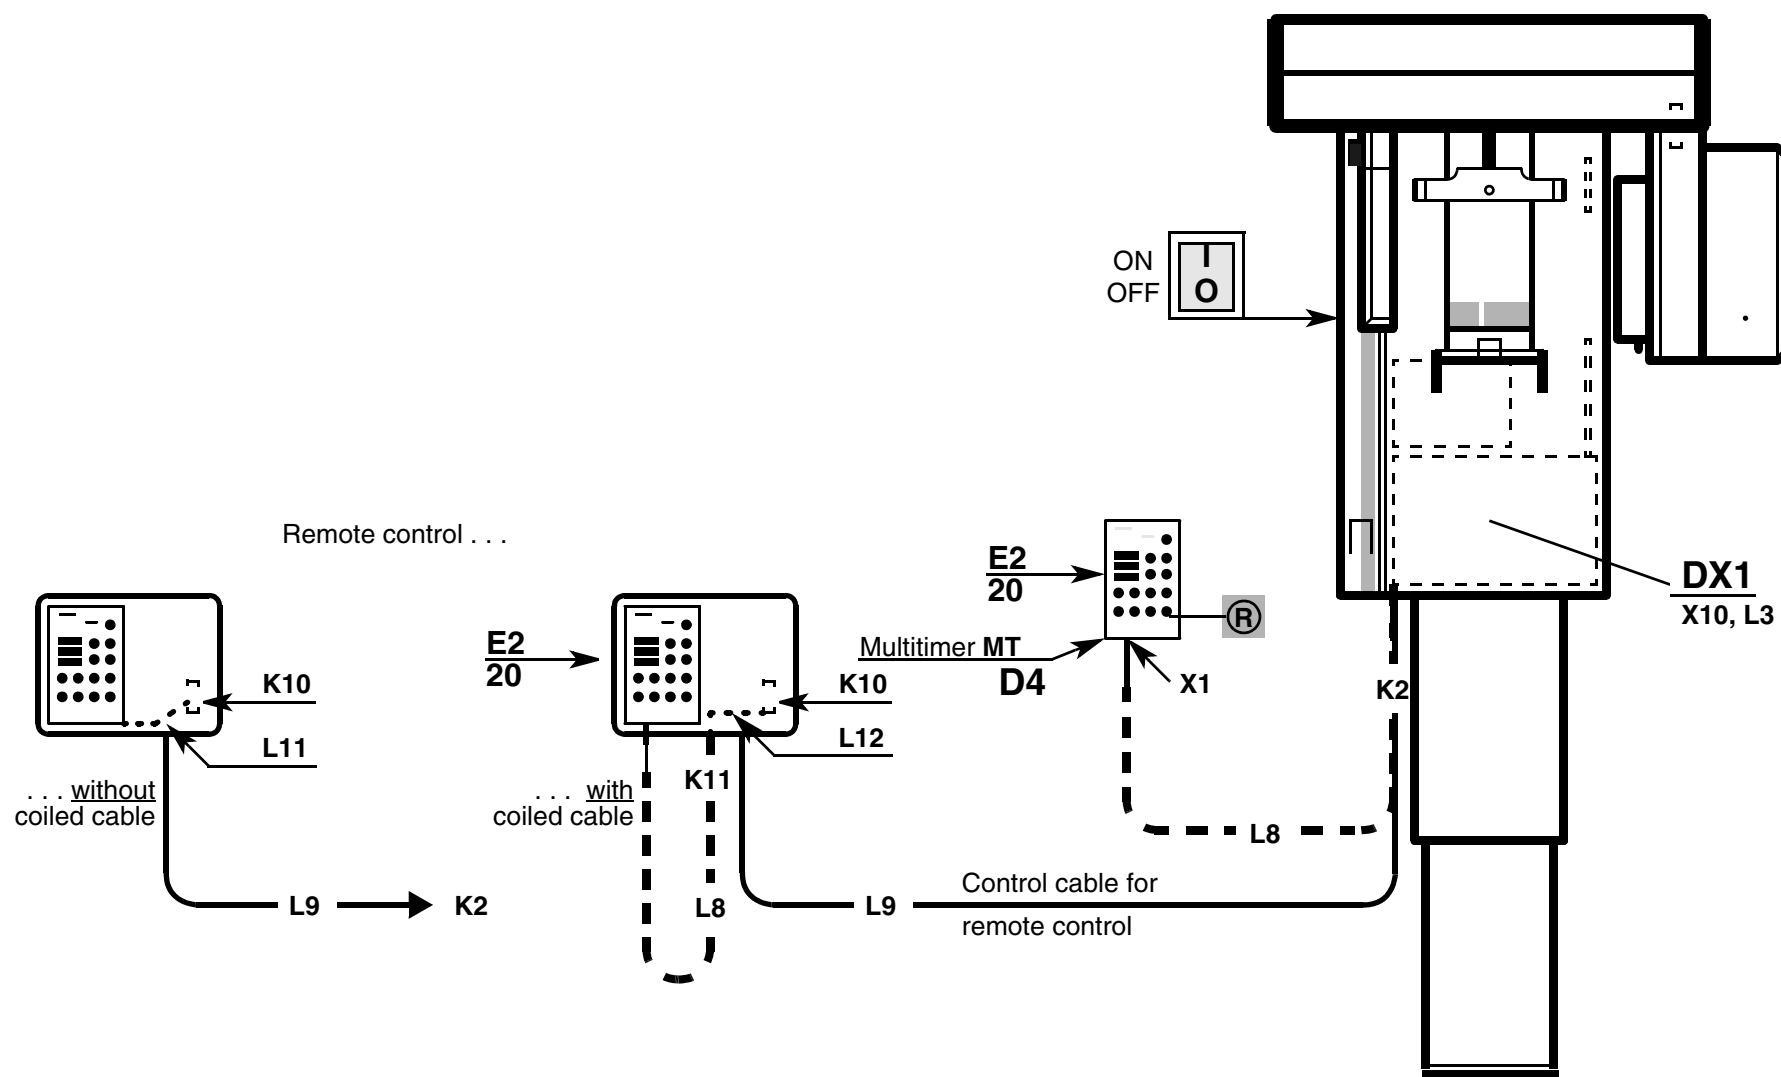 ON
OFF
I
O
Remote control . . .
E2
20
Multitimer MT
D4
X1
®
K2
DX1
X10, L3
E2
20
K10
L11
. . . without
coiled cable
L9
K2
K10
L12
K11
. . . with
coiled cable
L8
L9
L8
Control cable for
remote control